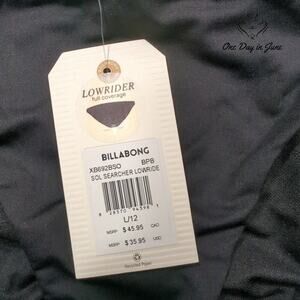 One Day in June
LOWRIDER
full coverage
BILLABONG
XB692BSO BPB
SOL SEARCHER LOWRIDE
L/12
MSRP $ 45.95 CAD
MSRP $ 35.95 USD
Recycled Paper